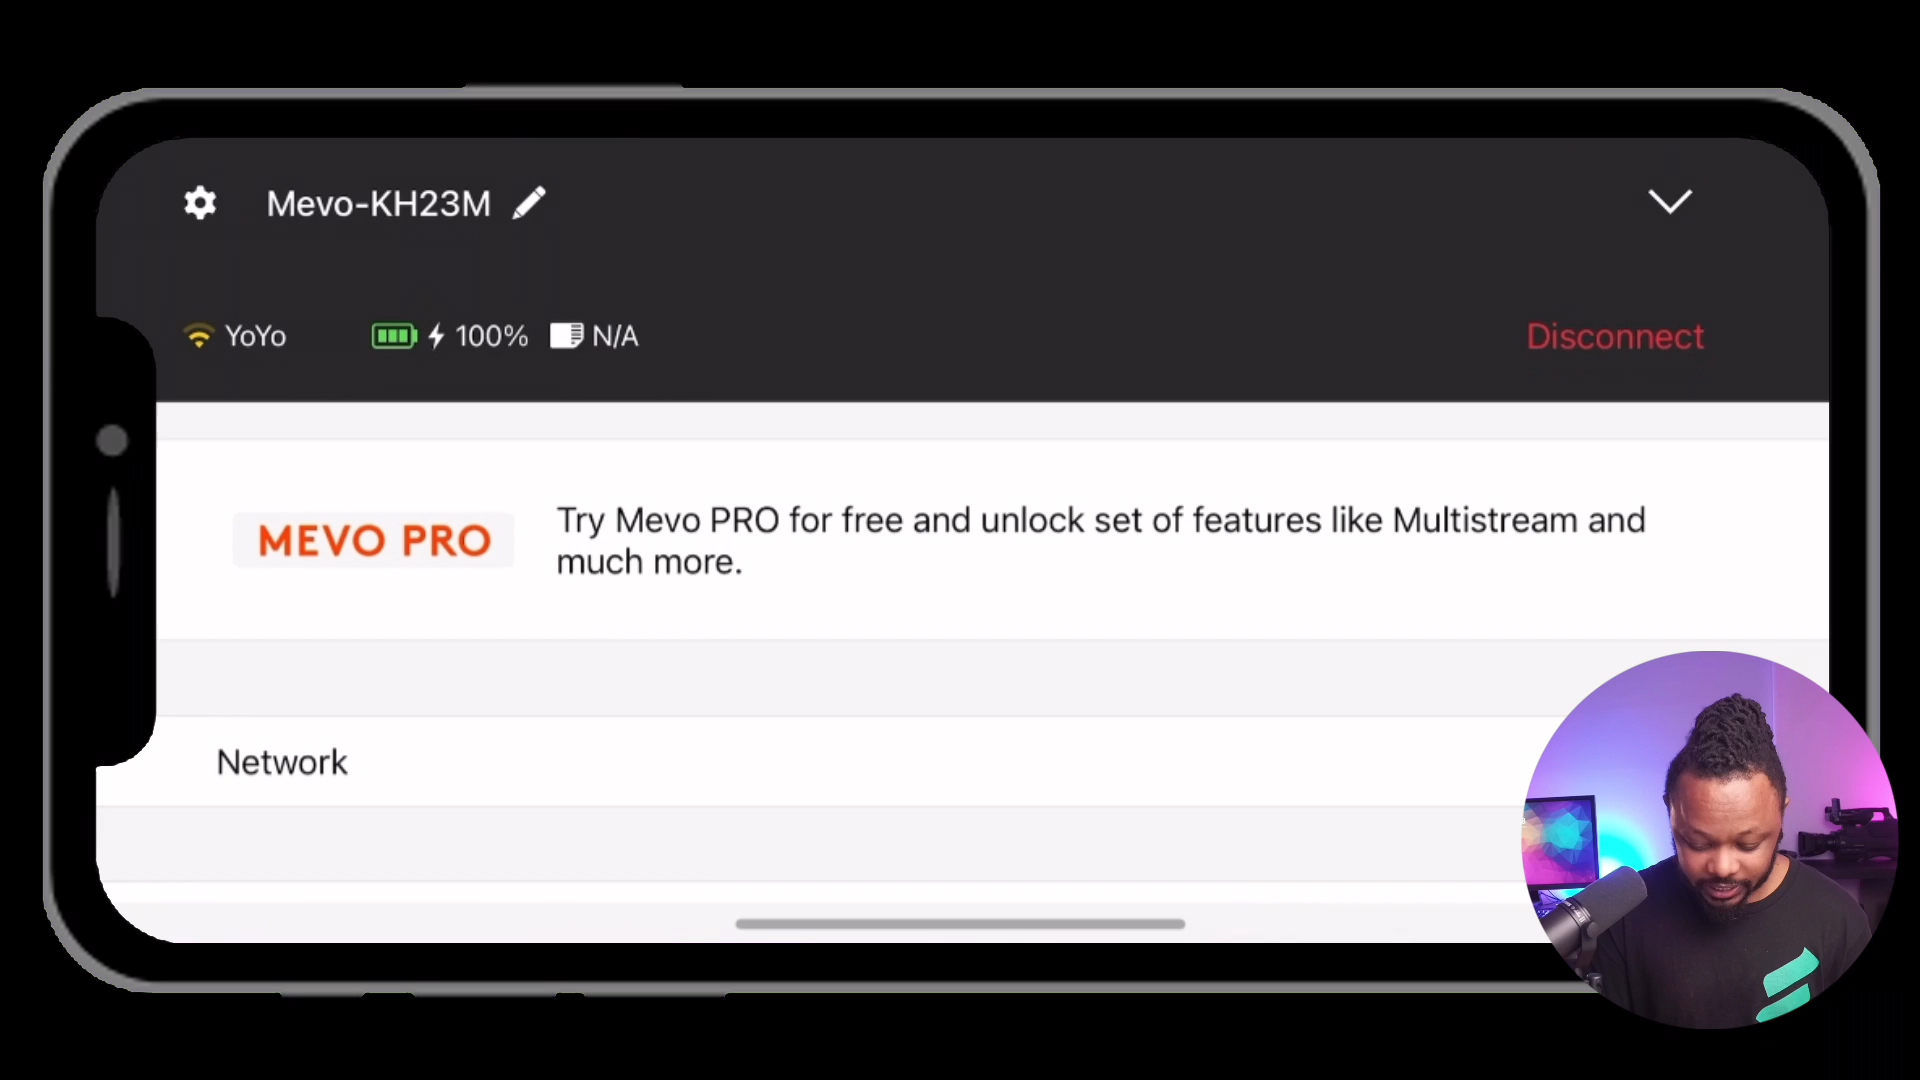 Mevo-KH23M
YoYo 100% N/A Disconnect
MEVO PRO
Try Mevo PRO for free and unlock set of features like Multistream and
much more.
Network